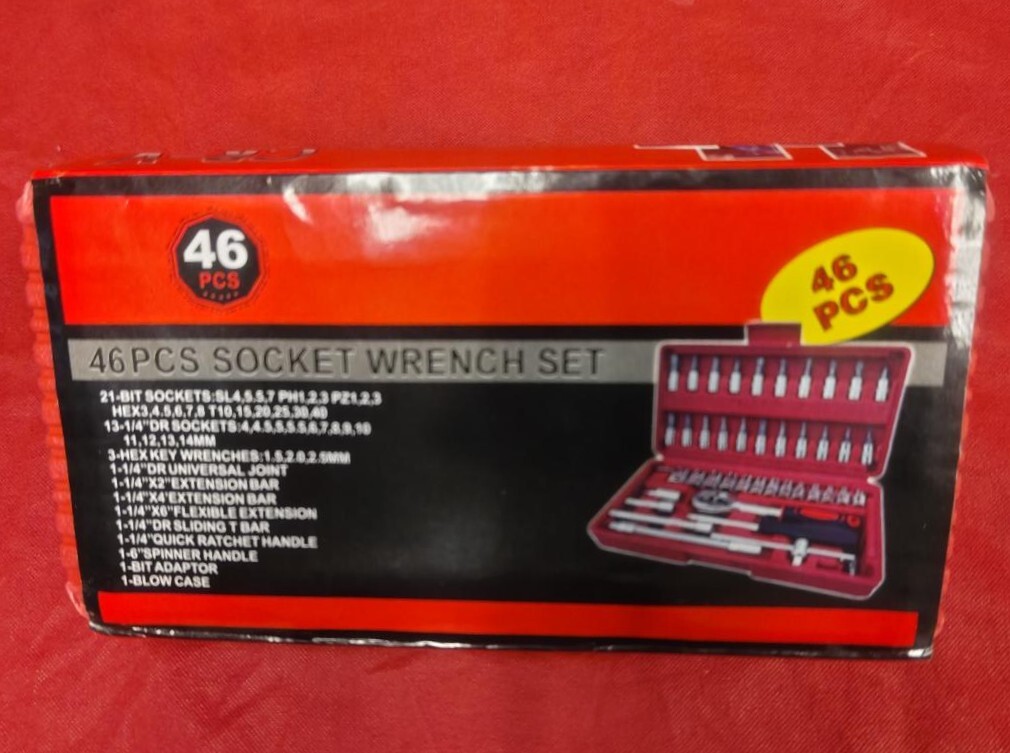 46
PCS
46
PCS
46PCS SOCKET WRENCH SET
21-BIT SOCKETS:SL4,5.5,7 PH1,2,3 PZ1,2,3
HEX3,4,5,6,7,8 T10,15,20,25,30,40
13-1/4"DR SOCKETS:4,4.5,5,5.5,6,7,8,9,10
11,12,13,14MM
3-HEX KEY WRENCHES:1.5,2.0,2.5MM
1-1/4"DR UNIVERSAL JOINT
1-1/4"X2"EXTENSION BAR
1-1/4"X4"EXTENSION BAR
1-1/4"X6"FLEXIBLE EXTENSION
1-1/4"DR SLIDING T BAR
1-1/4"QUICK RATCHET HANDLE
1-6"SPINNER HANDLE
1-BIT ADAPTOR
1-BLOW CASE